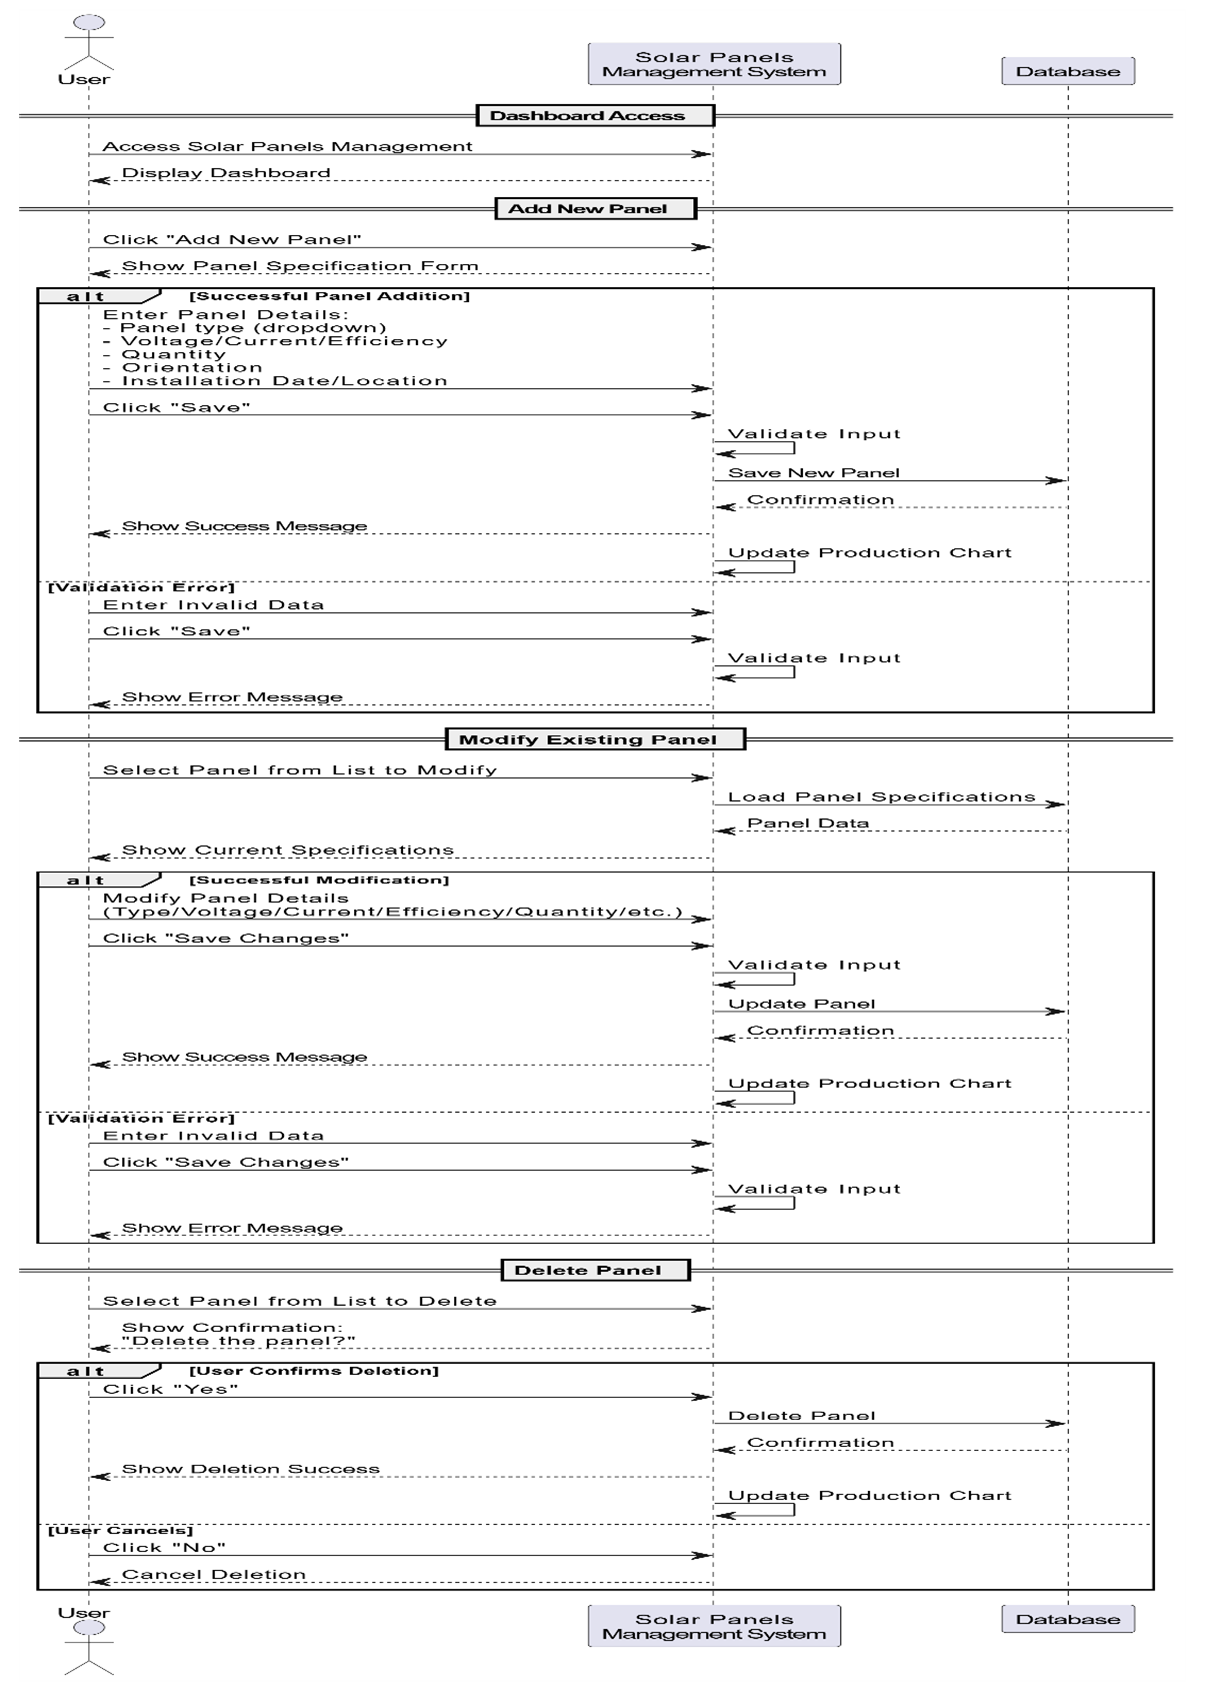 User
Solar Panels
Management System
Database
Dashboard Access
Access Solar Panels Management
Display Dashboard
Add New Panel
Click "Add New Panel"
Show Panel Specification Form
alt [Successful Panel Addition]
Enter Panel Details:
- Panel type (dropdown)
- Voltage/Current/Efficiency
- Quantity
- Orientation
- Installation Date/Location
Click "Save"
Validate Input
Save New Panel
Confirmation
Show Success Message
Update Production Chart
[Validation Error]
Enter Invalid Data
Click "Save"
Validate Input
Show Error Message
Modify Existing Panel
Select Panel from List to Modify
Load Panel Specifications
Panel Data
Show Current Specifications
alt [Successful Modification]
Modify Panel Details
(Type/Voltage/Current/Efficiency/Quantity/etc.)
Click "Save Changes"
Validate Input
Update Panel
Confirmation
Show Success Message
Update Production Chart
[Validation Error]
Enter Invalid Data
Click "Save Changes"
Validate Input
Show Error Message
Delete Panel
Select Panel from List to Delete
Show Confirmation:
"Delete the panel?"
alt [User Confirms Deletion]
Click "Yes"
Delete Panel
Confirmation
Show Deletion Success
Update Production Chart
[User Cancels]
Click "No"
Cancel Deletion
User
Solar Panels
Management System
Database